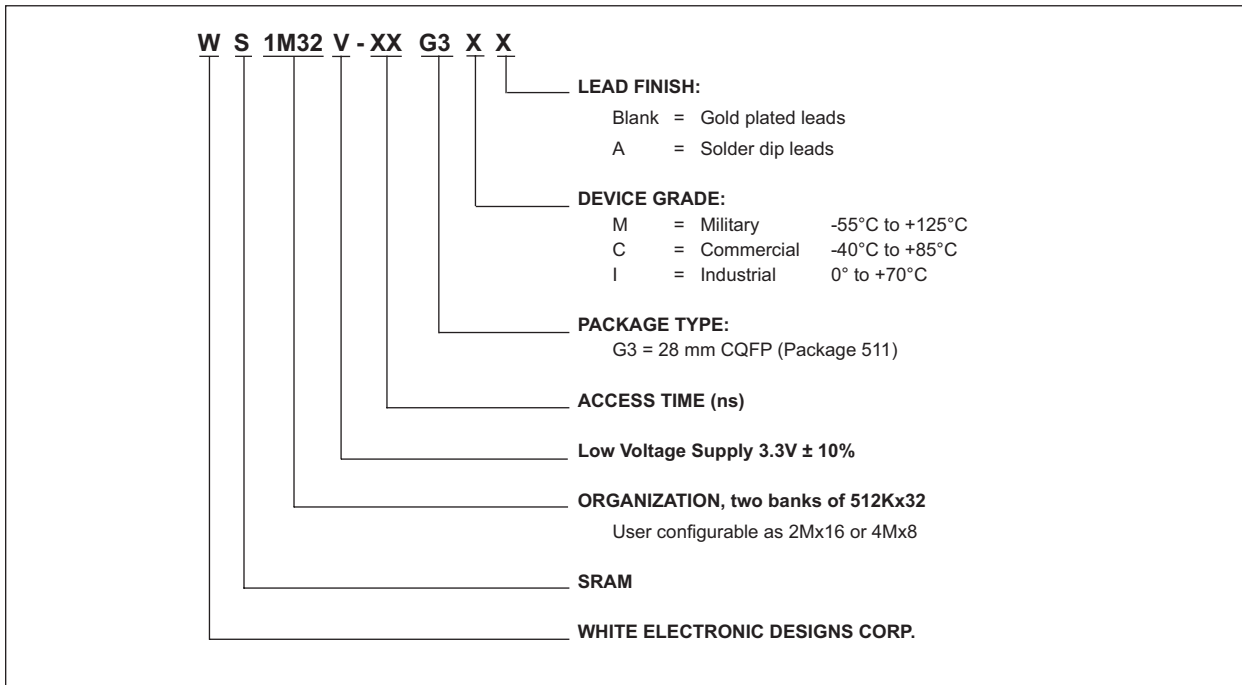 W S 1M32 V - XX G3 X X
LEAD FINISH:
Blank = Gold plated leads
A = Solder dip leads
DEVICE GRADE:
M = Military -55°C to +125°C
C = Commercial -40°C to +85°C
I = Industrial 0° to +70°C
PACKAGE TYPE:
G3 = 28 mm CQFP (Package 511)
ACCESS TIME (ns)
Low Voltage Supply 3.3V ± 10%
ORGANIZATION, two banks of 512Kx32
User configurable as 2Mx16 or 4Mx8
SRAM
WHITE ELECTRONIC DESIGNS CORP.